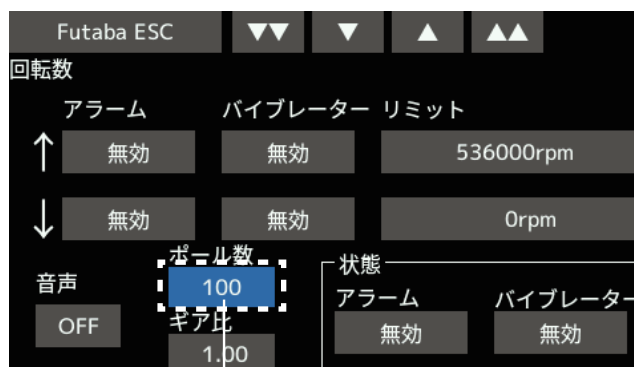 Futaba ESC ▼▼ ▼ ▲ ▲▲
回転数
アラーム バイブレーター リミット
↑ 無効 無効 536000rpm
↓ 無効 無効 0rpm
ポール数
音声 100
OFF ギア比
1.00
状態
アラーム バイブレーター
無効 無効